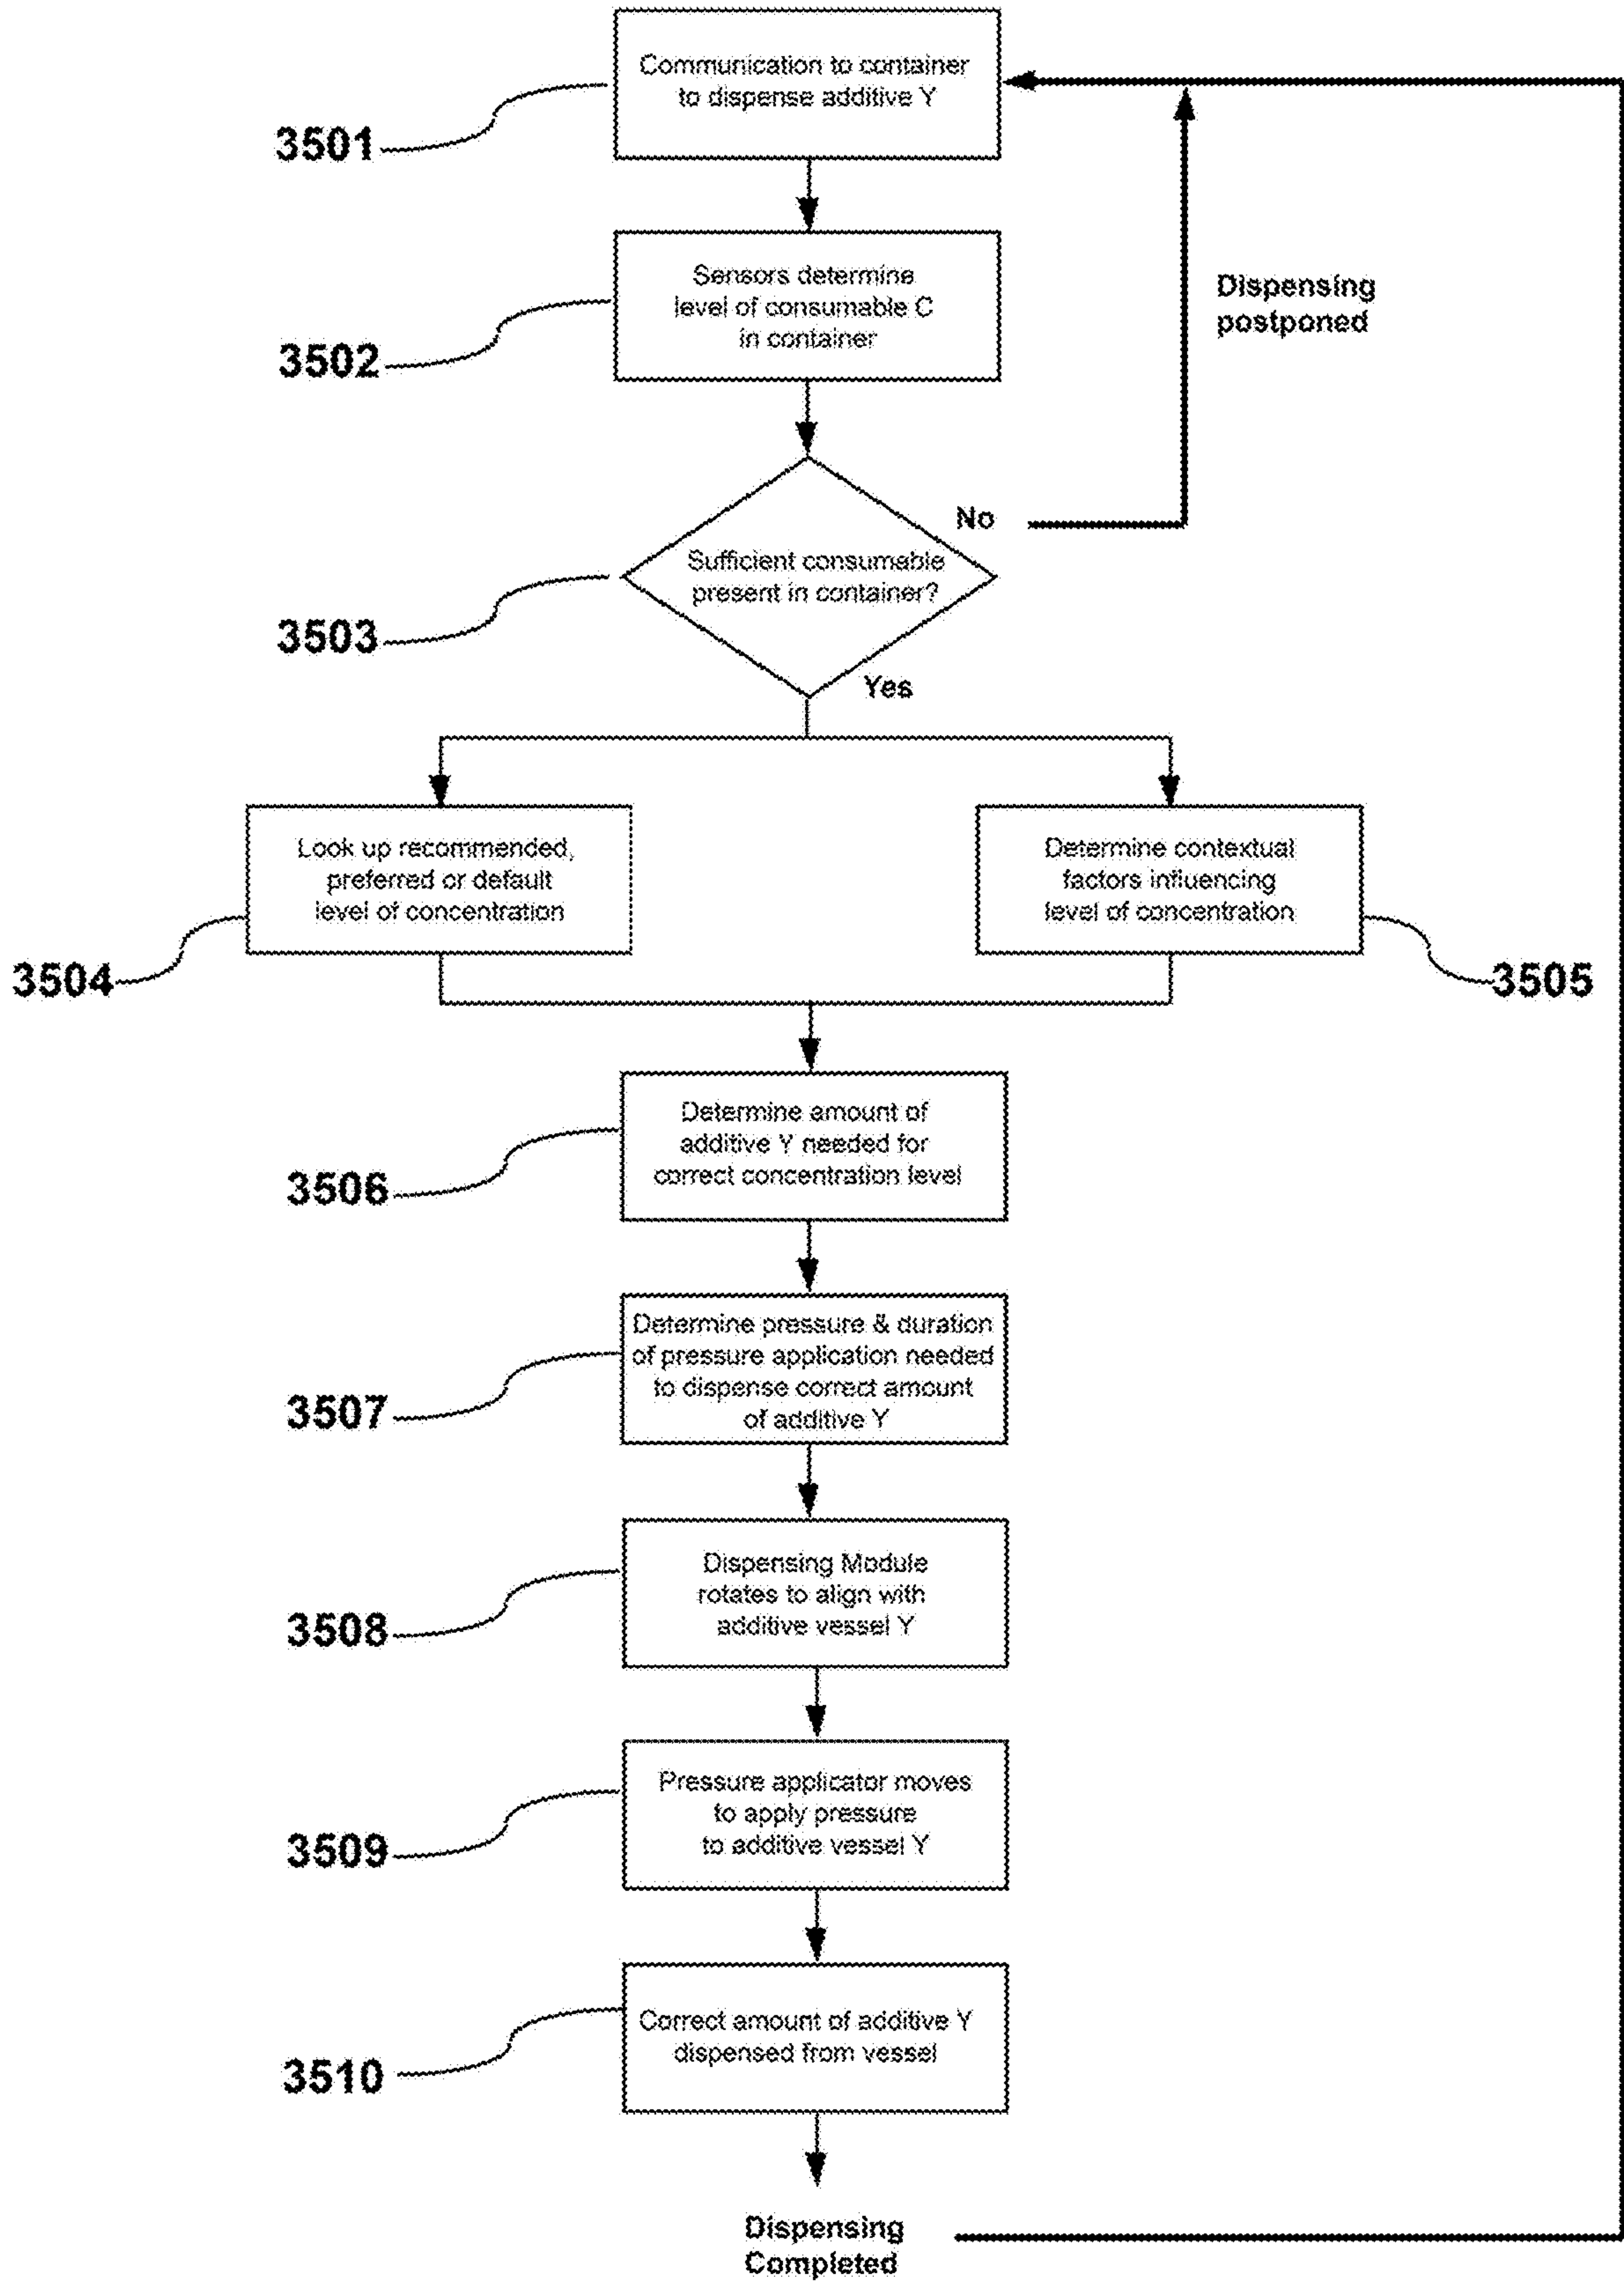 Communication to container
to dispense additive Y
3501
Sensors determine
level of consumable C
in container
3502
Dispensing
postponed
No
Sufficient consumable
present in container?
3503
Yes
Look up recommended,
preferred or default
level of concentration
3504
Determine contextual
factors influencing
level of concentration
3505
Determine amount of
additive Y needed for
correct concentration level
3506
Determine pressure & duration
of pressure application needed
to dispense correct amount
of additive Y
3507
Dispensing Module
rotates to align with
additive vessel Y
3508
Pressure applicator moves
to apply pressure
to additive vessel Y
3509
Correct amount of additive Y
dispensed from vessel
3510
Dispensing
Completed